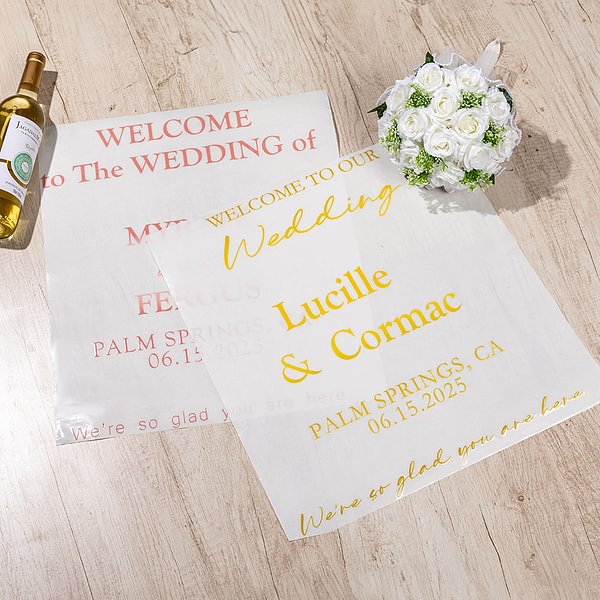 WELCOME
to The WEDDING of
FERGUS
PALM SPRINGS,
06.15.2025
We're so glad you are here
WELCOME TO OUR
Wedding
Lucille
& Cormac
PALM SPRINGS, CA
06.15.2025
We're so glad you are here